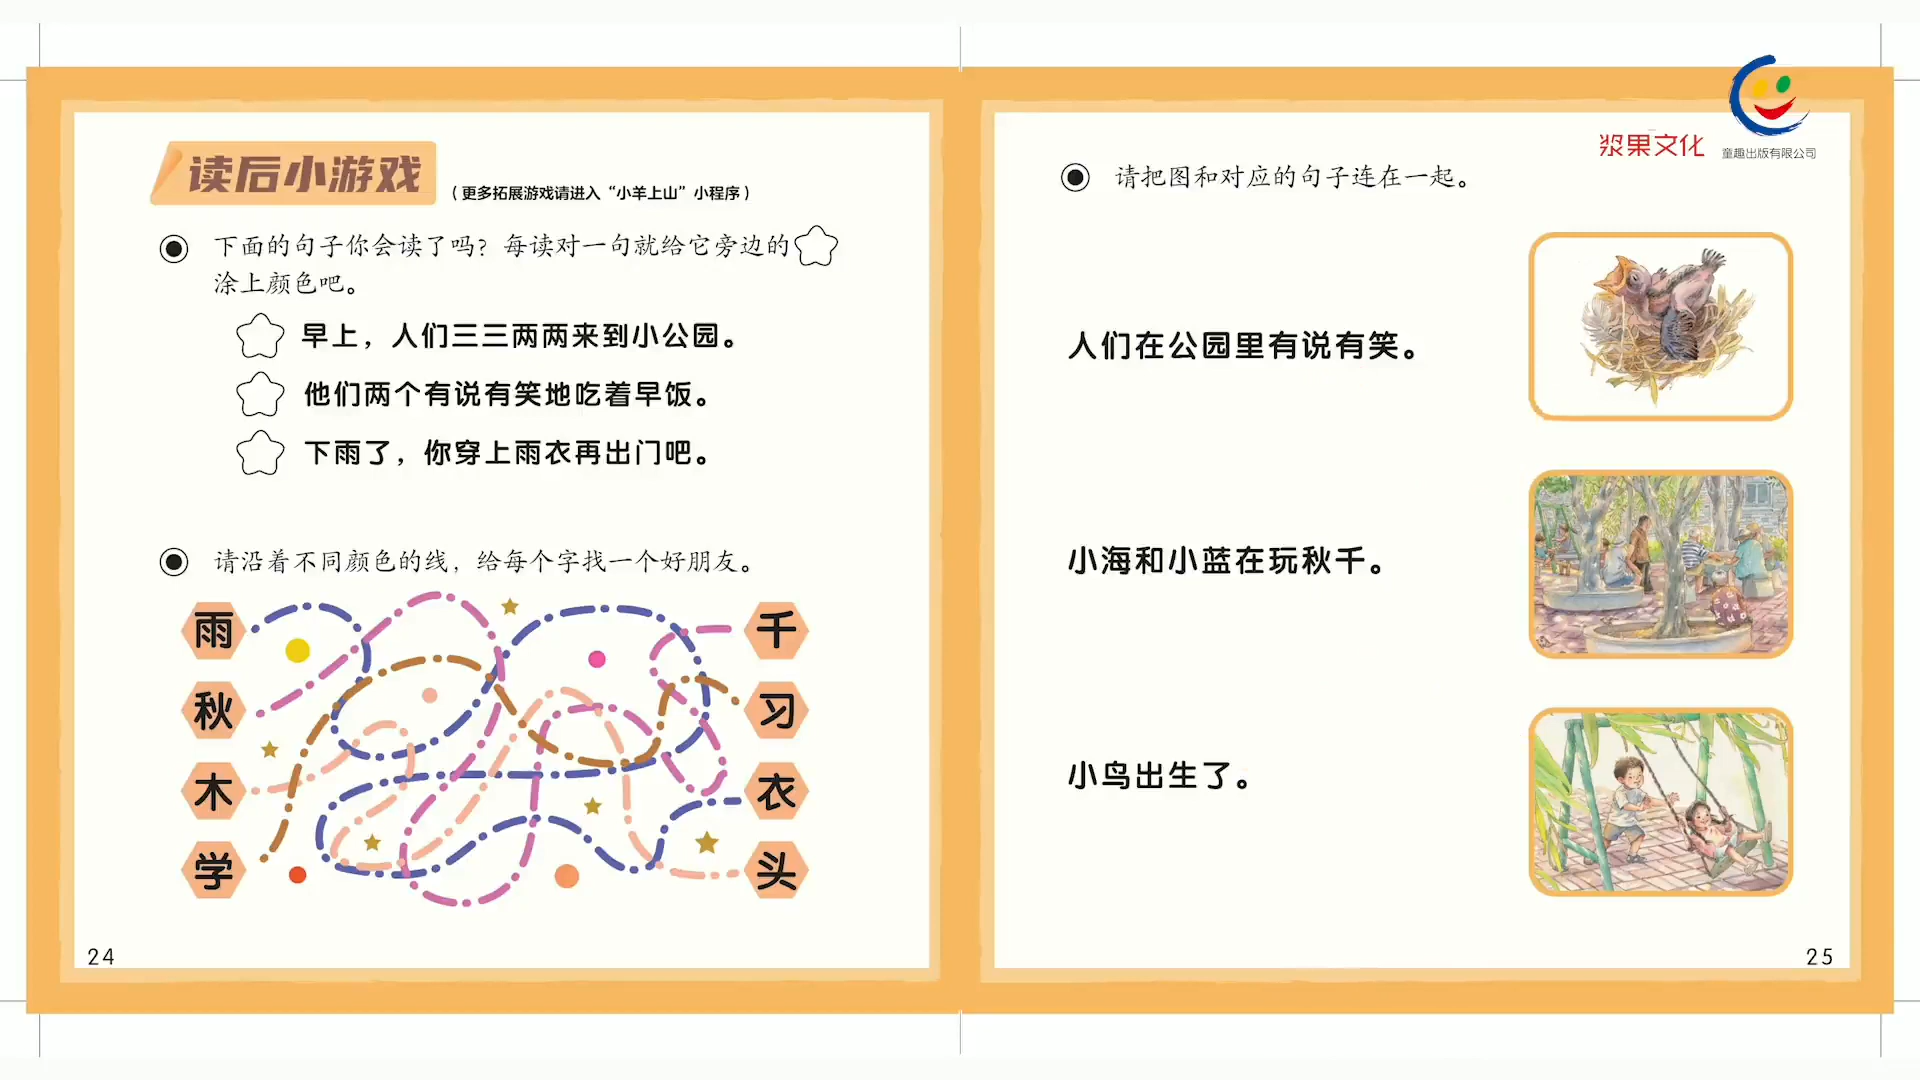 读后小游戏
（更多拓展游戏请进入“小羊上山”小程序）
下面的句子你会读了吗？每读对一句就给它旁边的
涂上颜色吧。
早上，人们三三两两来到小公园。
他们两个有说有笑地吃着早饭。
下雨了，你穿上雨衣再出门吧。
请沿着不同颜色的线，给每个字找一个好朋友。
雨 千
秋 习
木 衣
学 头
24
浆果文化
童趣出版有限公司
请把图和对应的句子连在一起。
人们在公园里有说有笑。
小海和小蓝在玩秋千。
小鸟出生了。
25